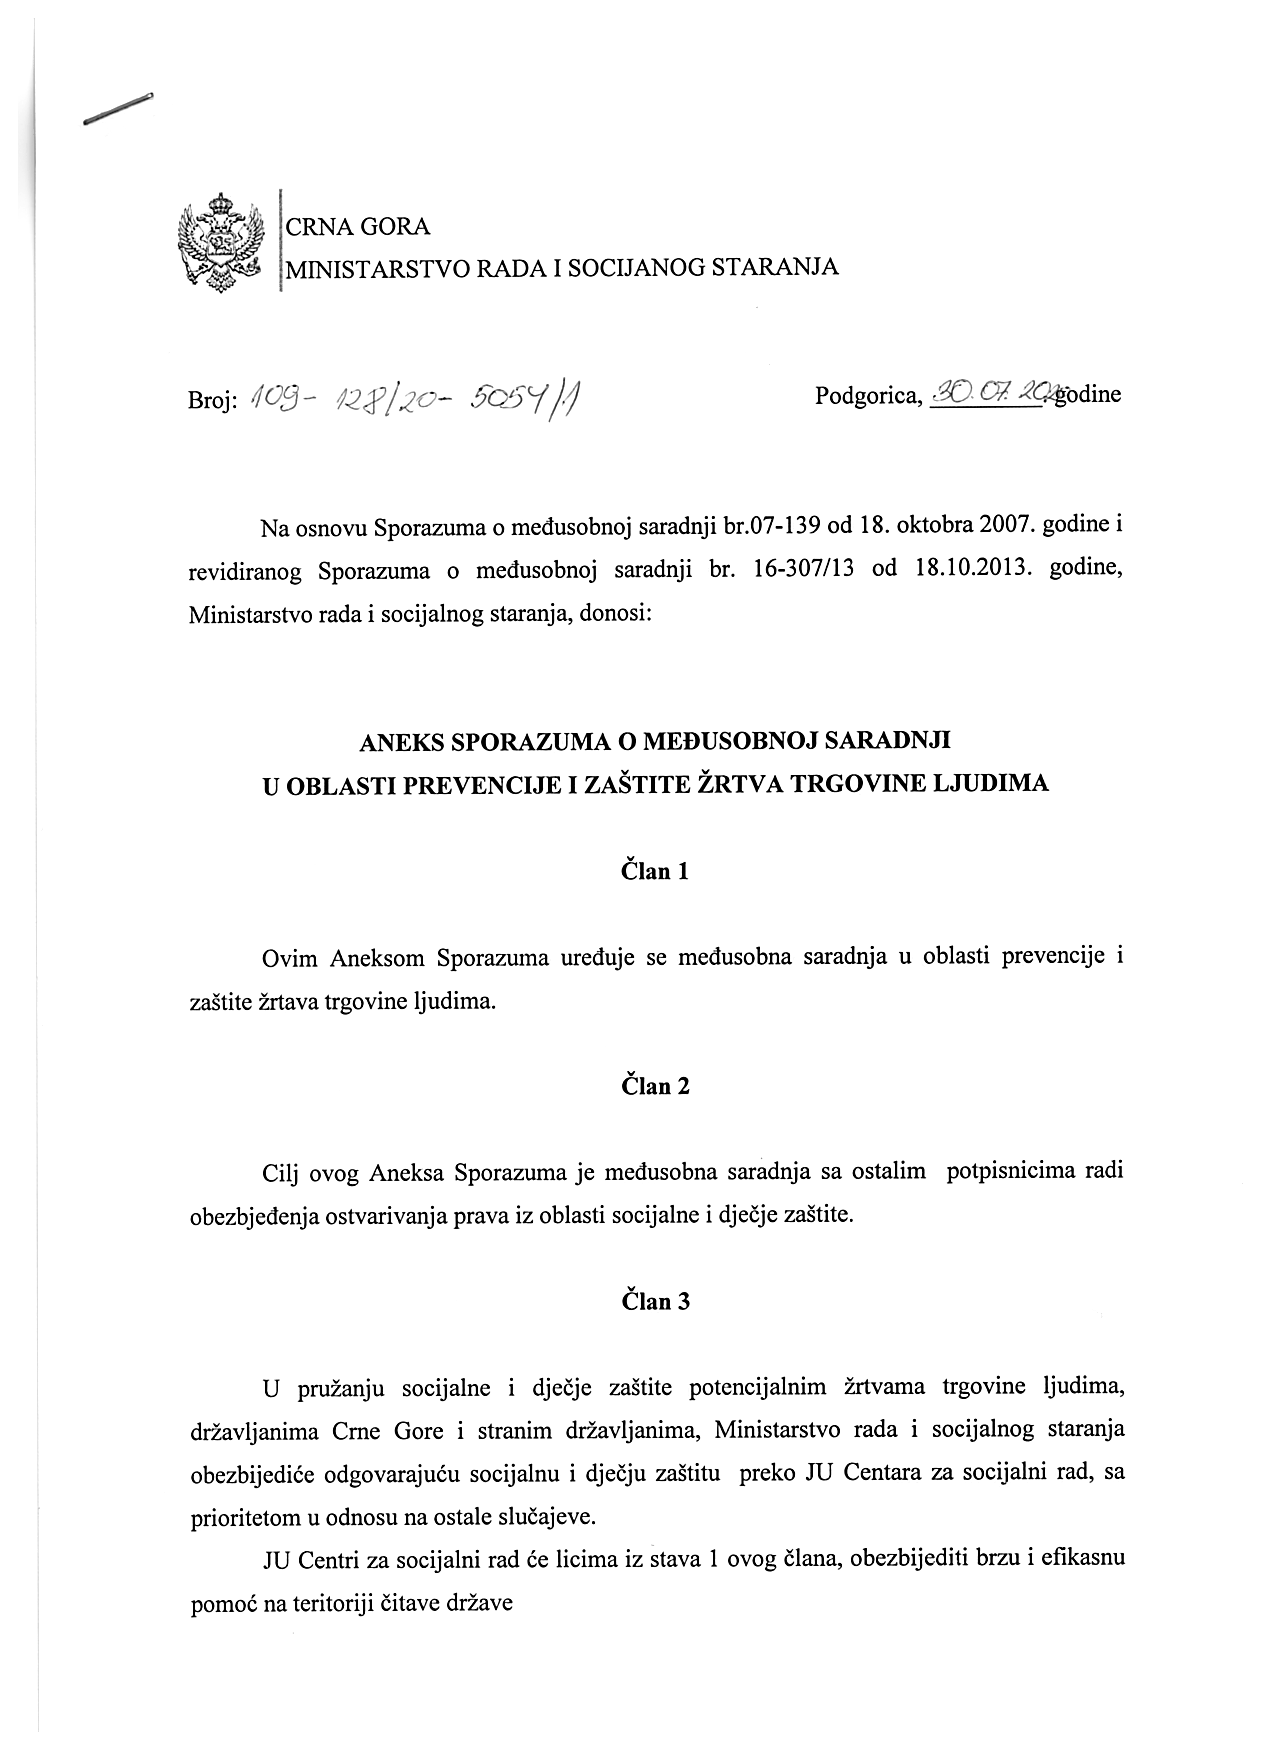 CRNA GORA
MINISTARSTVO RADA I SOCIJANOG STARANJA
Broj: 109-128/20-5054/1
Podgorica, 30.07. godine
Na osnovu Sporazuma o međusobnoj saradnji br.07-139 od 18. oktobra 2007. godine i
revidiranog Sporazuma o međusobnoj saradnji br. 16-307/13 od 18.10.2013. godine,
Ministarstvo rada i socijalnog staranja, donosi:
ANEKS SPORAZUMA O MEĐUSOBNOJ SARADNJI
U OBLASTI PREVENCIJE I ZAŠTITE ŽRTVA TRGOVINE LJUDIMA
Član 1
Ovim Aneksom Sporazuma uređuje se međusobna saradnja u oblasti prevencije i
zaštite žrtava trgovine ljudima.
Član 2
Cilj ovog Aneksa Sporazuma je međusobna saradnja sa ostalim potpisnicima radi
obezbjeđenja ostvarivanja prava iz oblasti socijalne i dječje zaštite.
Član 3
U pružanju socijalne i dječje zaštite potencijalnim žrtvama trgovine ljudima,
državljanima Crne Gore i stranim državljanima, Ministarstvo rada i socijalnog staranja
obezbijediće odgovarajuću socijalnu i dječju zaštitu preko JU Centara za socijalni rad, sa
prioritetom u odnosu na ostale slučajeve.
JU Centri za socijalni rad će licima iz stava 1 ovog člana, obezbijediti brzu i efikasnu
pomoć na teritoriji čitave države